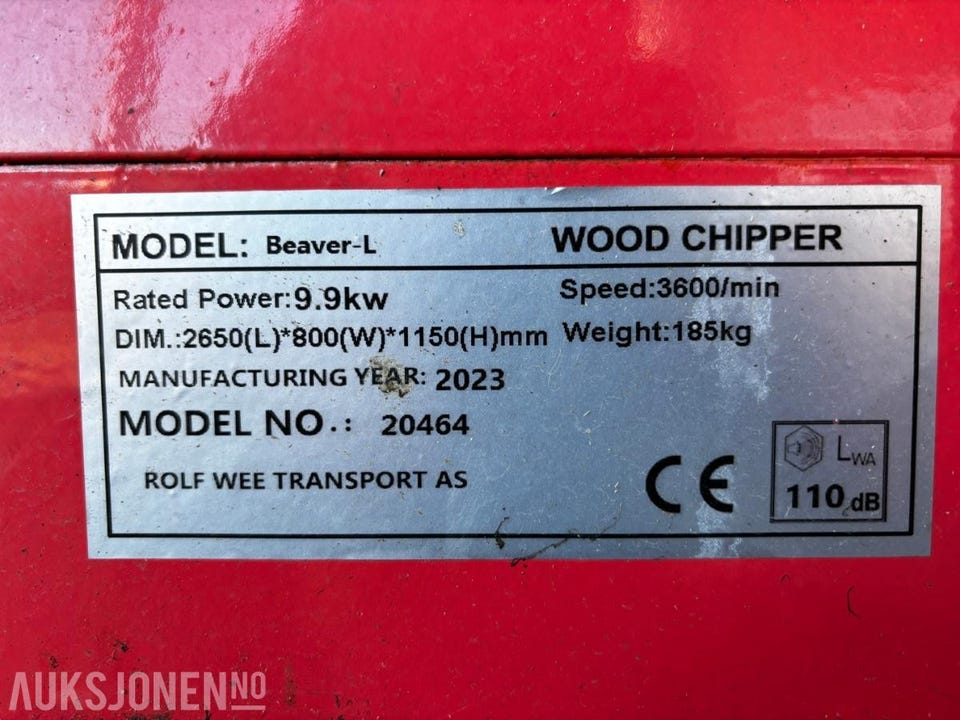 MODEL: Beaver-L WOOD CHIPPER
Rated Power:9.9kw Speed:3600/min
DIM.:2650(L)*800(W)*1150(H)mm Weight:185kg
MANUFACTURING YEAR: 2023
MODEL NO.: 20464
ROLF WEE TRANSPORT AS
CE
LWA
110 dB
AUKSJONEN NO